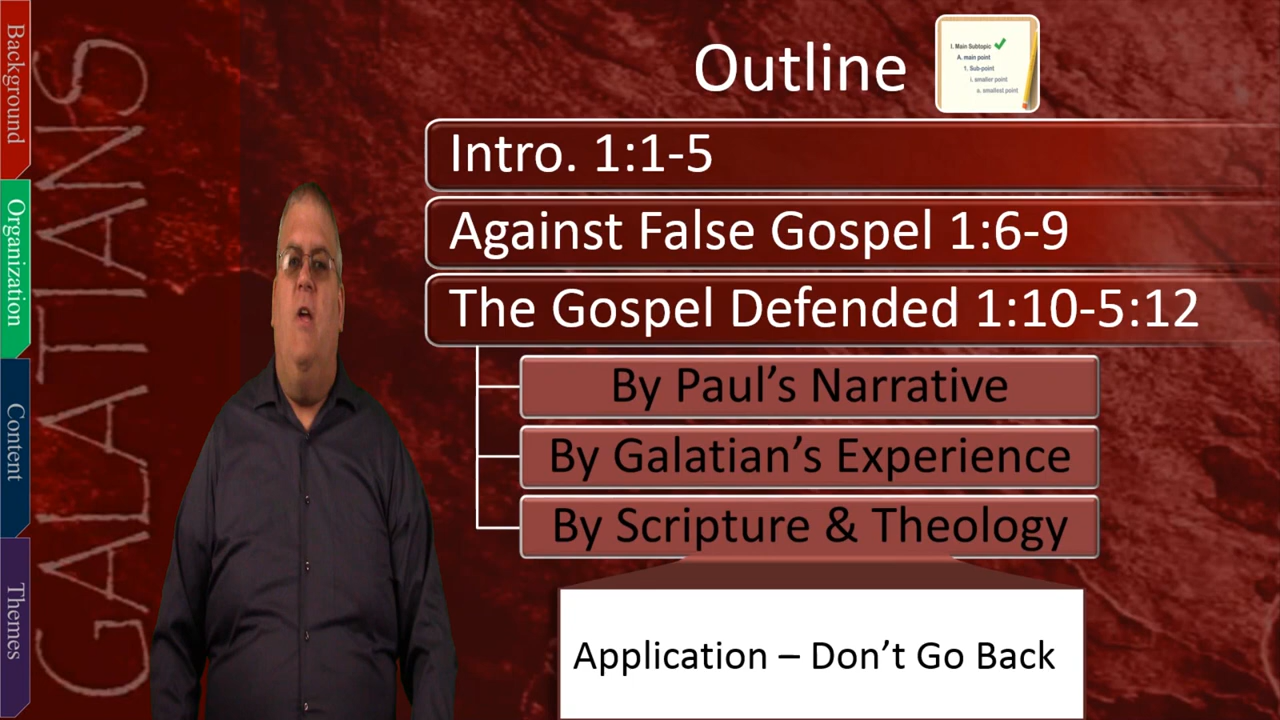 Background
Organization
Content
Themes
GALATIANS
Outline
I. Main Subtopic
A. main point
1. Sub-point
i. smaller point
a. smallest point
Intro. 1:1-5
Against False Gospel 1:6-9
The Gospel Defended 1:10-5:12
By Paul’s Narrative
By Galatian’s Experience
By Scripture & Theology
Application – Don’t Go Back